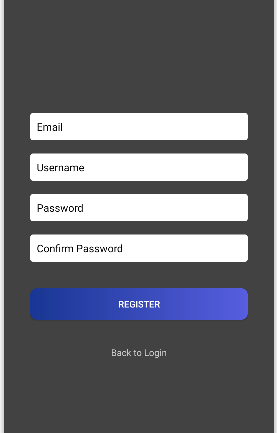 Email
Username
Password
Confirm Password
REGISTER
Back to Login